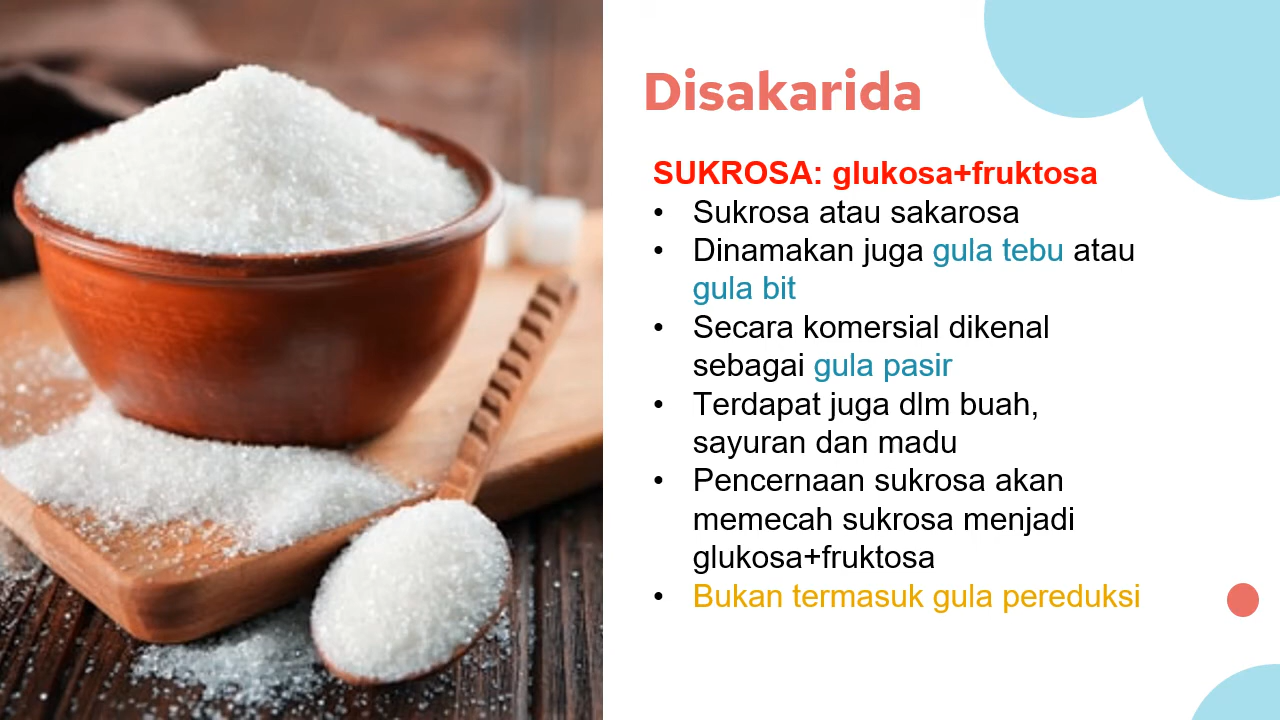 Disakarida
SUKROSA: glukosa+fruktosa
• Sukrosa atau sakarosa
• Dinamakan juga gula tebu atau
gula bit
• Secara komersial dikenal
sebagai gula pasir
• Terdapat juga dlm buah,
sayuran dan madu
• Pencernaan sukrosa akan
memecah sukrosa menjadi
glukosa+fruktosa
• Bukan termasuk gula pereduksi